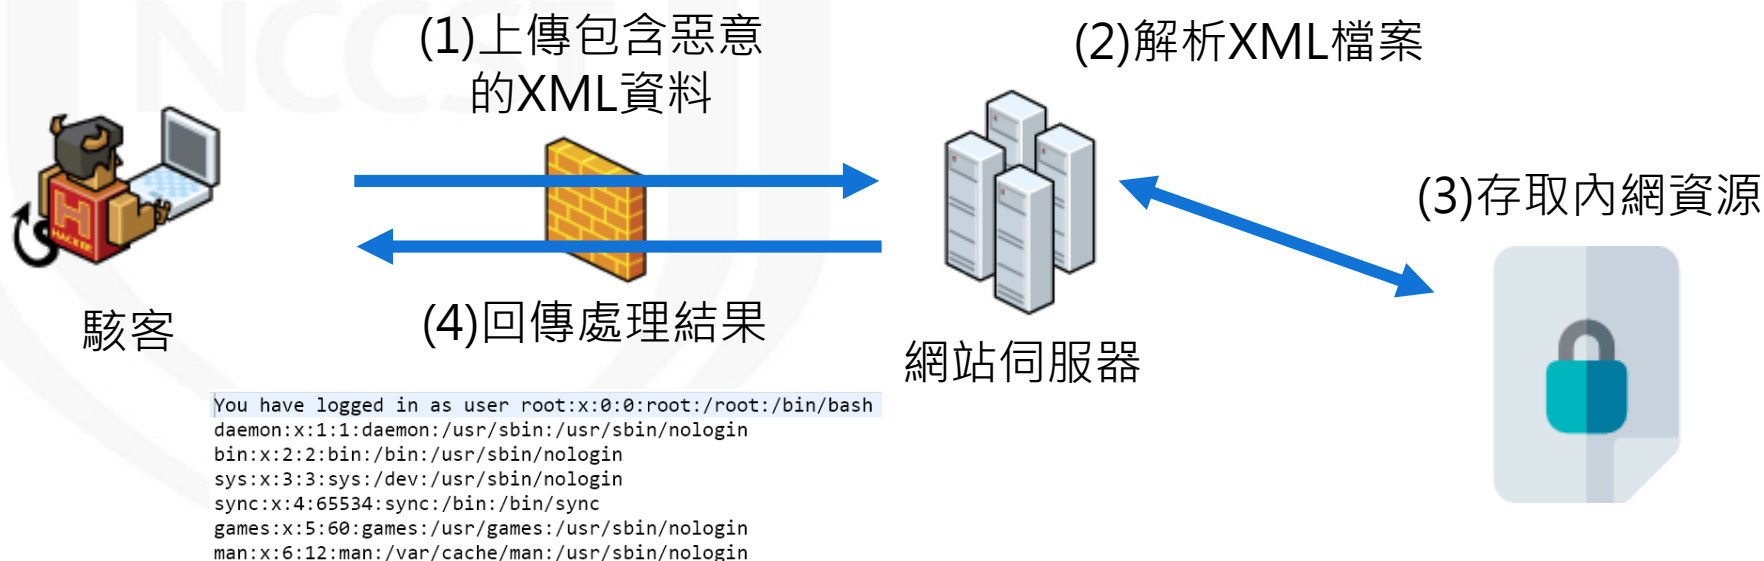 NCCST
(1)上傳包含惡意
的XML資料
(2)解析XML檔案
(3)存取內網資源
H
HACKER
駭客
(4)回傳處理結果
網站伺服器
You have logged in as user root:x:0:0:root:/root:/bin/bash
daemon:x:1:1:daemon:/usr/sbin:/usr/sbin/nologin
bin:x:2:2:bin:/bin:/usr/sbin/nologin
sys:x:3:3:sys:/dev:/usr/sbin/nologin
sync:x:4:65534:sync:/bin:/bin/sync
games:x:5:60:games:/usr/games:/usr/sbin/nologin
man:x:6:12:man:/var/cache/man:/usr/sbin/nologin